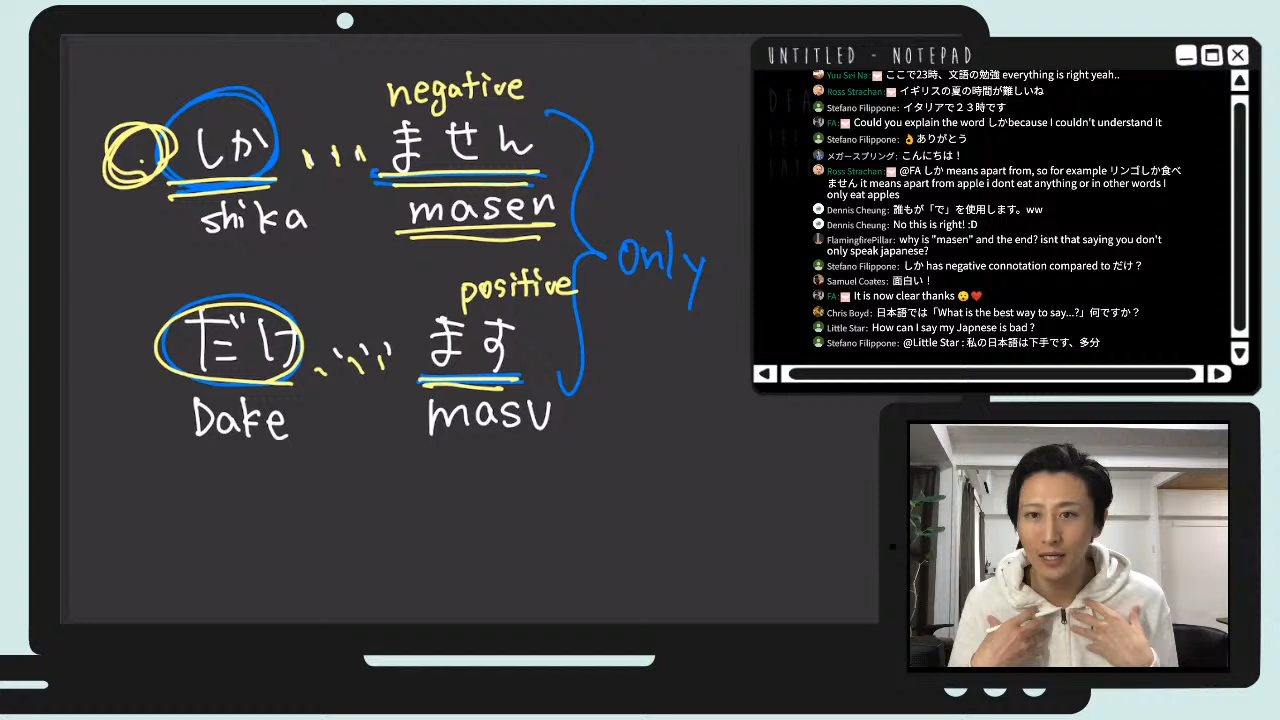 negative
しか ... ません
shika
masen
only
positive
だけ ..... ます
Dake
masu
UNTITLED - NOTEPAD
Yuu Sei Na: ここで23時、文語の勉強 everything is right yeah..
Ross Strachan: イギリスの夏の時間が難しいね
Stefano Filippone: イタリアで２３時です
FA: Could you explain the word しかbecause I couldn't understand it
Stefano Filippone: 👌ありがとう
メガースプリング: こんにちは！
Ross Strachan: @FA しか means apart from, so for example リンゴしか食べ
ません it means apart from apple i dont eat anything or in other words I
only eat apples
Dennis Cheung: 誰もが「で」を使用します。ww
Dennis Cheung: No this is right! :D
FlamingfirePillar: why is "masen" and the end? isnt that saying you don't
only speak japanese?
Stefano Filippone: しか has negative connotation compared to だけ？
Samuel Coates: 面白い！
FA: It is now clear thanks 😉❤️
Chris Boyd: 日本語では「What is the best way to say...?」何ですか？
Little Star: How can I say my Japnese is bad ?
Stefano Filippone: @Little Star : 私の日本語は下手です、多分